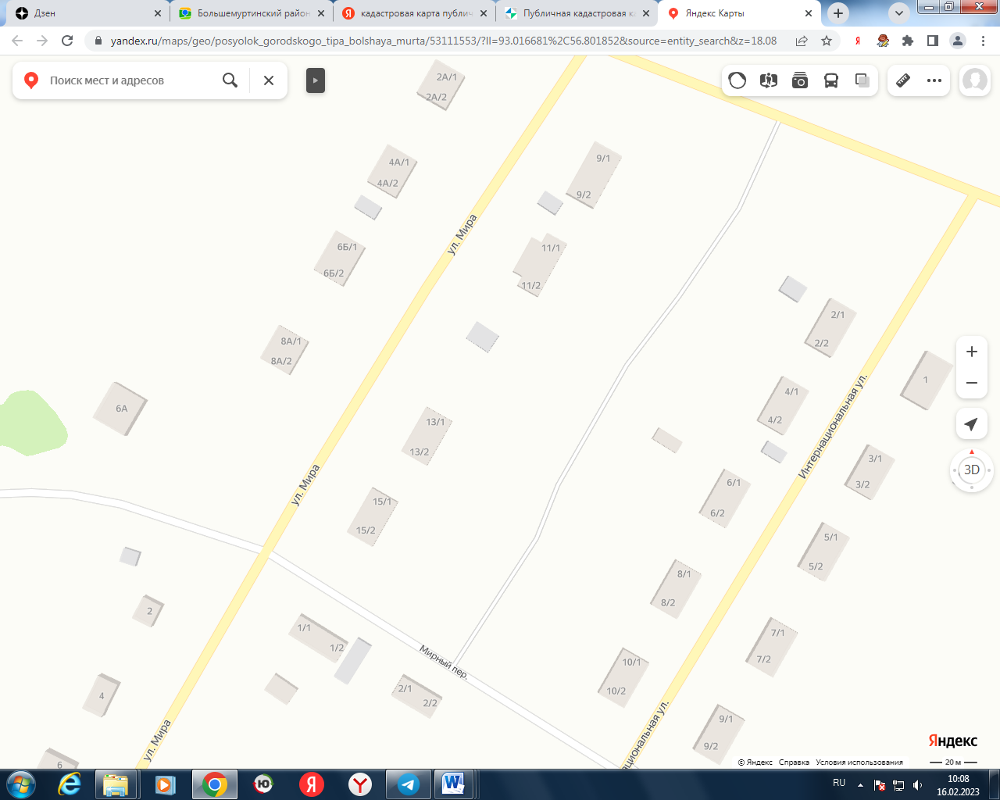 Дзен
Большемуртинский район
кадастровая карта публич
Публичная кадастровая ка
Яндекс Карты
yandex.ru/maps/geo/posyolok_gorodskogo_tipa_bolshaya_murta/53111553/?ll=93.016681%2C56.801852&source=entity_search&z=18.08
Поиск мест и адресов
2А/1
2А/2
4А/1
4А/2
9/1
9/2
ул. Мира
6Б/1
6Б/2
11/1
11/2
8А/1
8А/2
2/1
2/2
1
6А
4/1
4/2
Интернациональная ул.
13/1
13/2
3/1
3/2
3D
ул. Мира
6/1
6/2
15/1
15/2
5/1
5/2
8/1
8/2
2
1/1
1/2
7/1
7/2
Мирный пер.
10/1
10/2
4
2/1
2/2
9/1
9/2
ул. Мира
циональная ул.
6
Яндекс
© Яндекс Справка Условия использования
20 м
RU
10:08
16.02.2023